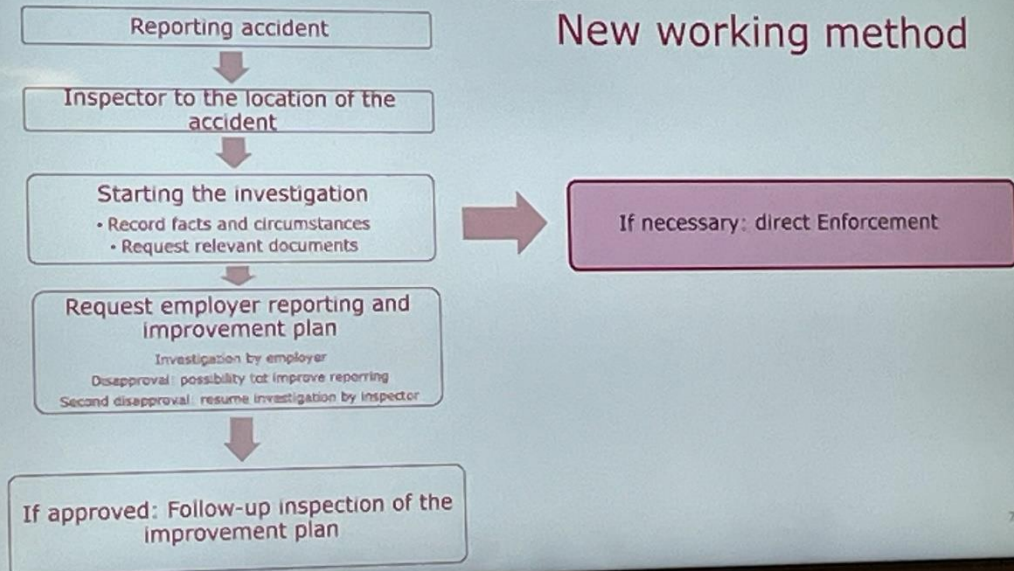 New working method
Reporting accident
Inspector to the location of the
accident
Starting the investigation
• Record facts and circumstances
• Request relevant documents
If necessary: direct Enforcement
Request employer reporting and
improvement plan
Investigation by employer
Disapproval: possibility tot improve reporring
Second disapproval: resume investigation by inspector
If approved: Follow-up inspection of the
improvement plan